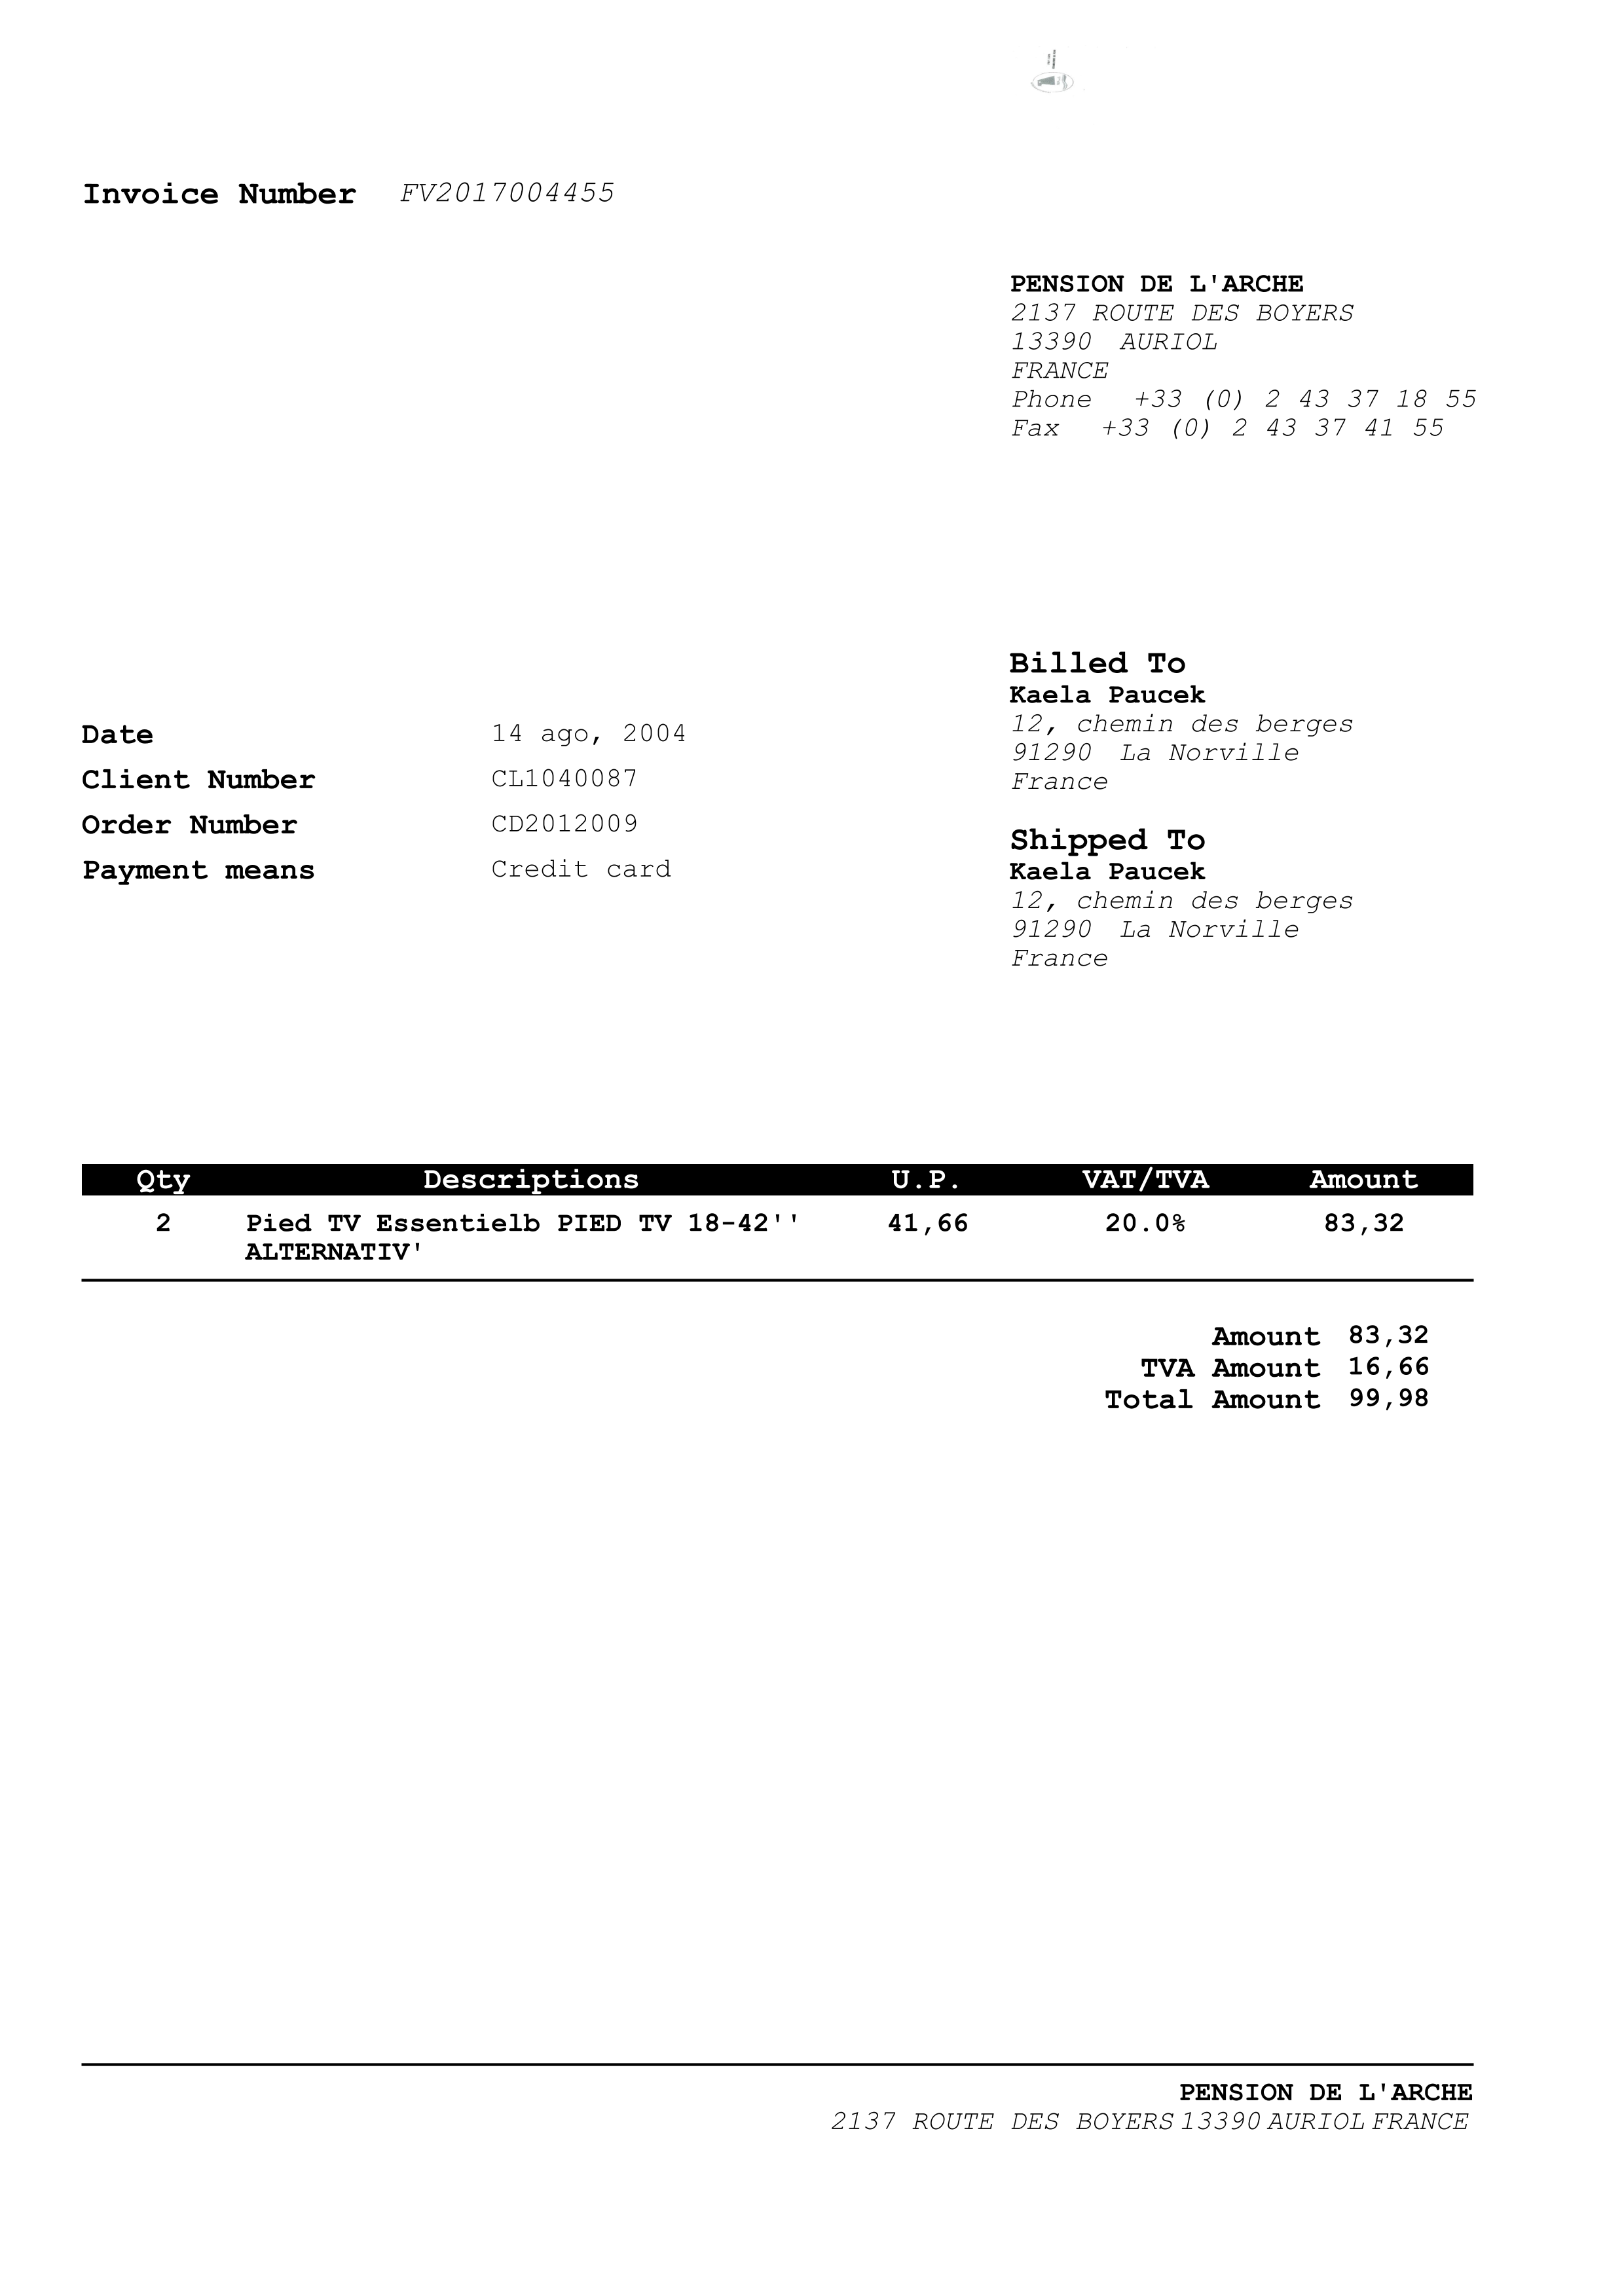 Invoice Number FV2017004455
PENSION DE L'ARCHE
2137 ROUTE DES BOYERS
13390 AURIOL
FRANCE
Phone +33 (0) 2 43 37 18 55
Fax +33 (0) 2 43 37 41 55
Date 14 ago, 2004
Client Number CL1040087
Order Number CD2012009
Payment means Credit card
Billed To
Kaela Paucek
12, chemin des berges
91290 La Norville
France
Shipped To
Kaela Paucek
12, chemin des berges
91290 La Norville
France
Qty Descriptions U.P. VAT/TVA Amount
2 Pied TV Essentielb PIED TV 18-42'' 41,66 20.0% 83,32
ALTERNATIV'
Amount 83,32
TVA Amount 16,66
Total Amount 99,98
PENSION DE L'ARCHE
2137 ROUTE DES BOYERS 13390 AURIOL FRANCE